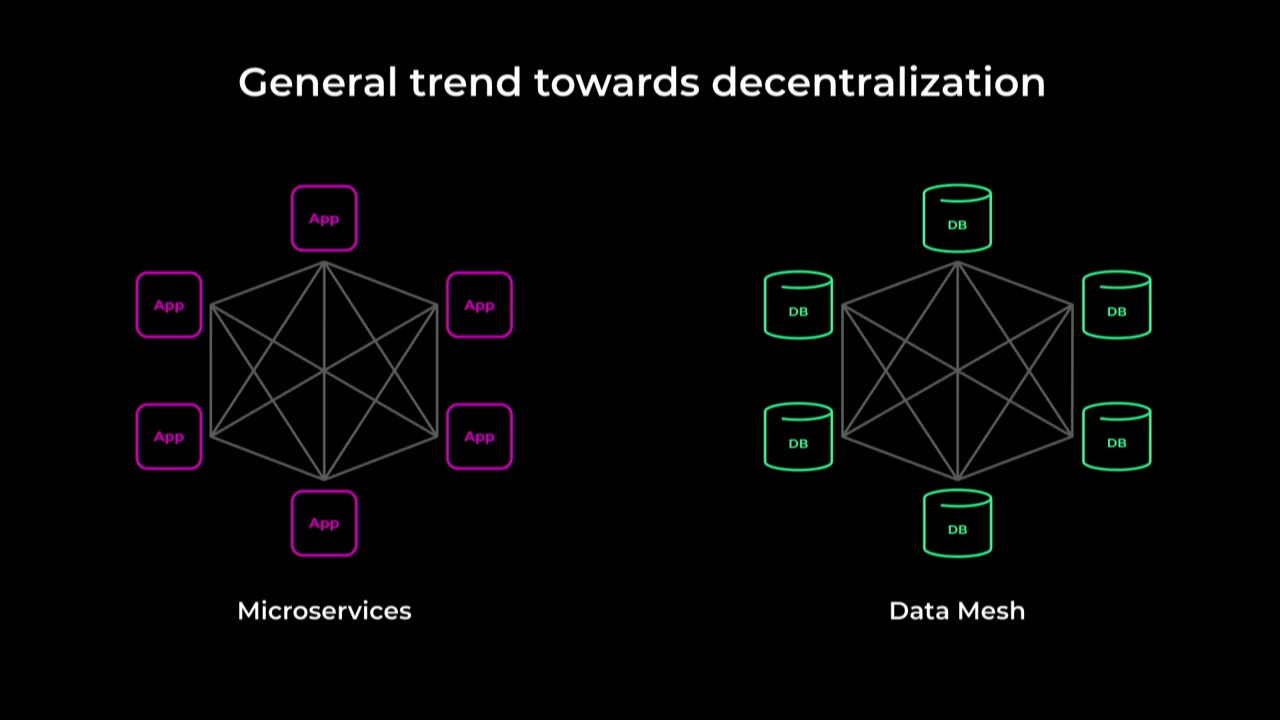 General trend towards decentralization
App
App
App
App
App
App
Microservices
DB
DB
DB
DB
DB
DB
Data Mesh